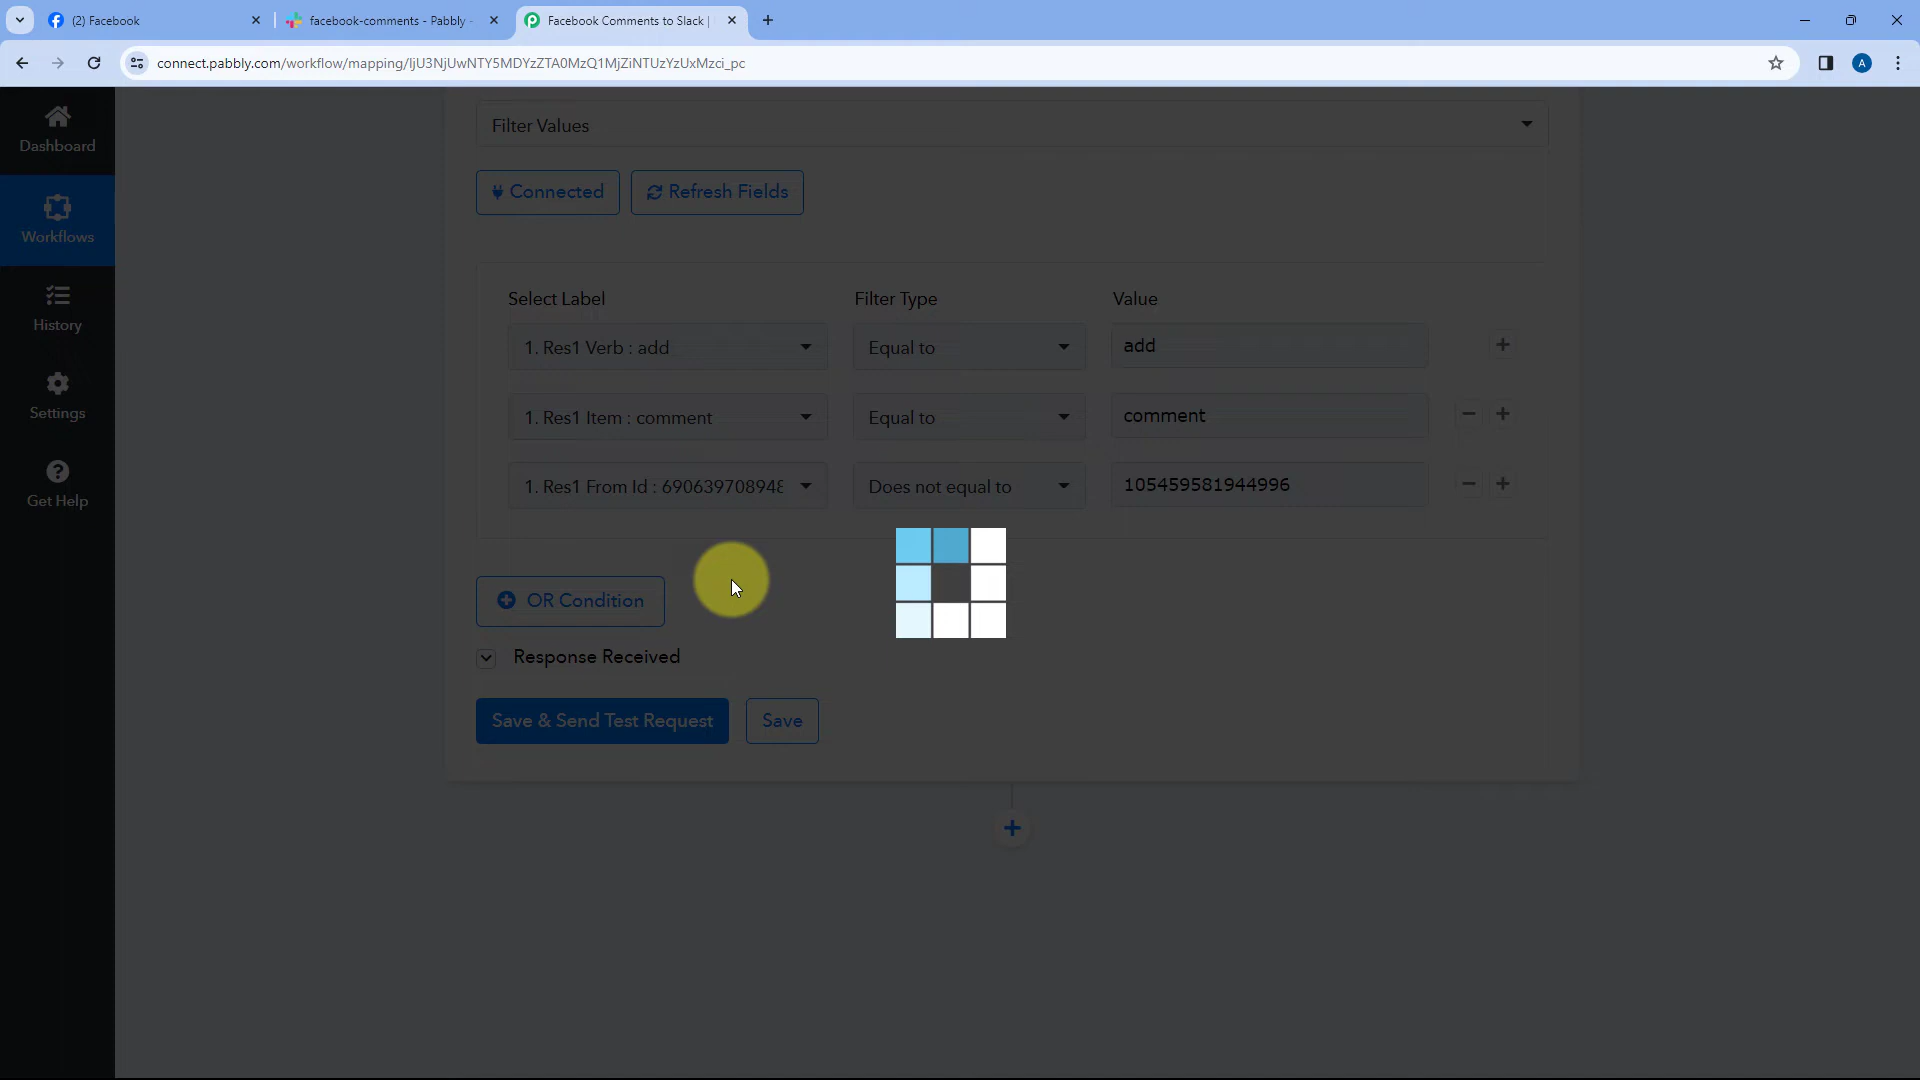 (2) Facebook
facebook-comments - Pabbly -
Facebook Comments to Slack |
connect.pabbly.com/workflow/mapping/IjU3NjUwNTY5MDYzZTA0MzQ1MjZiNTUzYzUxMzci_pc
A
Filter Values
Dashboard
Connected
Refresh Fields
Workflows
Select Label
Filter Type
Value
History
1. Res1 Verb : add
Equal to
add
Settings
1. Res1 Item : comment
Equal to
comment
Get Help
1. Res1 From Id : 690639708948
Does not equal to
105459581944996
OR Condition
Response Received
Save & Send Test Request
Save